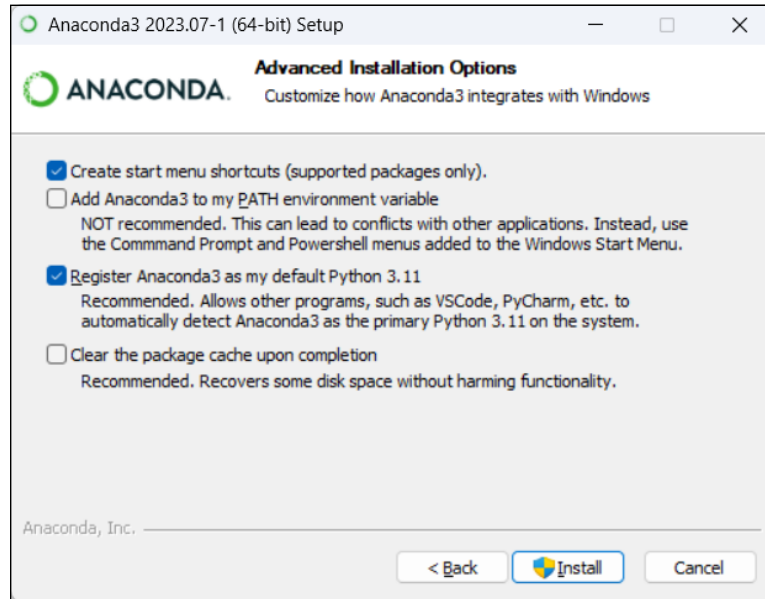 Anaconda3 2023.07-1 (64-bit) Setup
ANACONDA.
Advanced Installation Options
Customize how Anaconda3 integrates with Windows
Create start menu shortcuts (supported packages only).
Add Anaconda3 to my PATH environment variable
NOT recommended. This can lead to conflicts with other applications. Instead, use
the Commmand Prompt and Powershell menus added to the Windows Start Menu.
Register Anaconda3 as my default Python 3.11
Recommended. Allows other programs, such as VSCode, PyCharm, etc. to
automatically detect Anaconda3 as the primary Python 3.11 on the system.
Clear the package cache upon completion
Recommended. Recovers some disk space without harming functionality.
Anaconda, Inc.
< Back
Install
Cancel